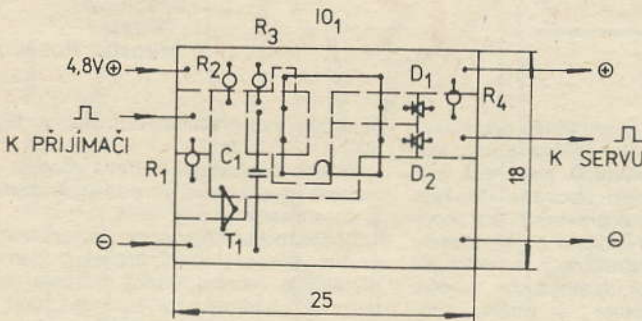 IO1
R3
4,8V ⊕
R2
D1
⊕
R4
K PŘIJÍMAČI
K SERVU
R1
C1
D2
18
T1
⊖
⊖
25